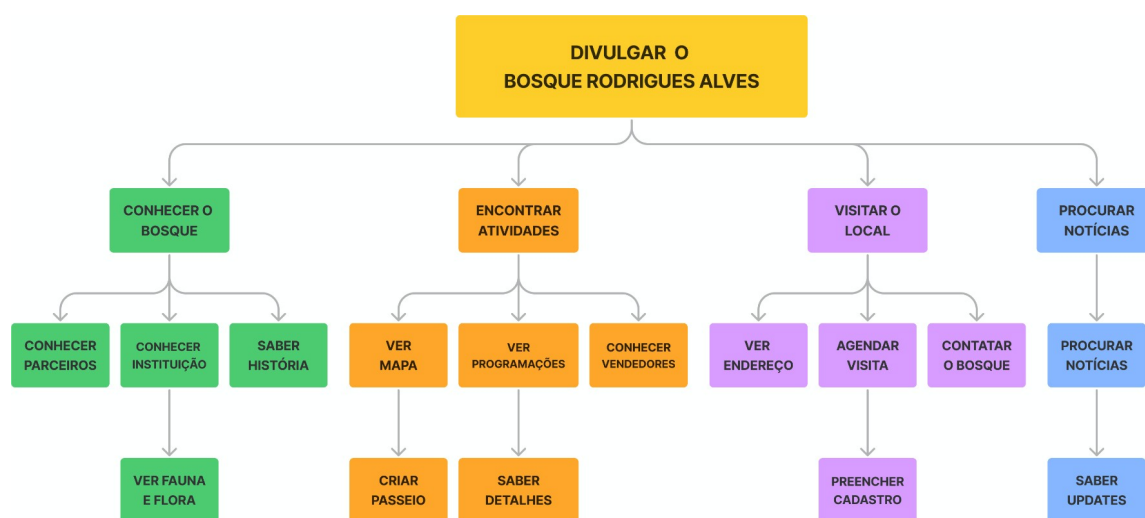 DIVULGAR O
BOSQUE RODRIGUES ALVES
CONHECER O
BOSQUE
ENCONTRAR
ATIVIDADES
VISITAR O
LOCAL
PROCURAR
NOTÍCIAS
CONHECER
PARCEIROS
CONHECER
INSTITUIÇÃO
SABER
HISTÓRIA
VER
MAPA
VER
PROGRAMAÇÕES
CONHECER
VENDEDORES
VER
ENDEREÇO
AGENDAR
VISITA
CONTATAR
O BOSQUE
PROCURAR
NOTÍCIAS
VER FAUNA
E FLORA
CRIAR
PASSEIO
SABER
DETALHES
PREENCHER
CADASTRO
SABER
UPDATES